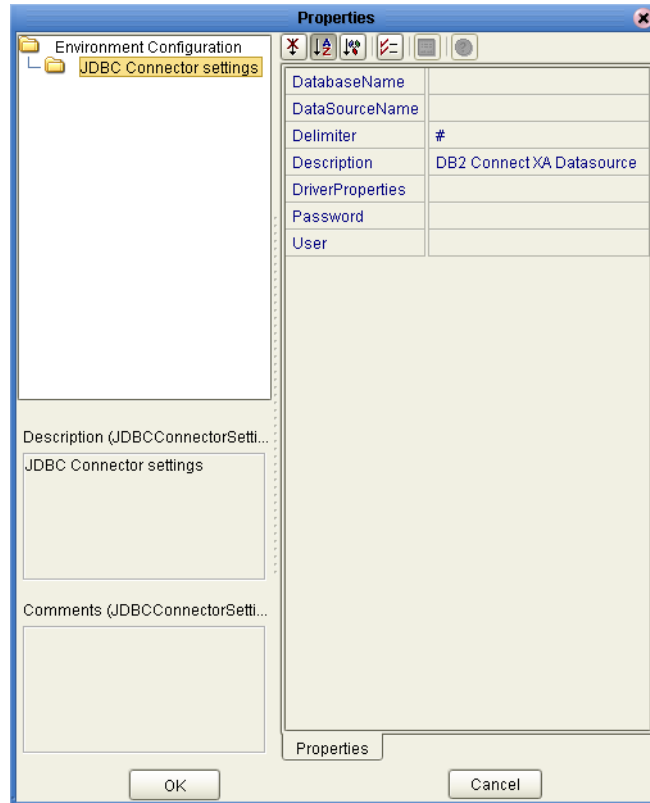 Properties
Environment Configuration
JDBC Connector settings
DatabaseName
DataSourceName
Delimiter #
Description DB2 Connect XA Datasource
DriverProperties
Password
User
Description (JDBCConnectorSetti...
JDBC Connector settings
Comments (JDBCConnectorSetti...
Properties
OK
Cancel